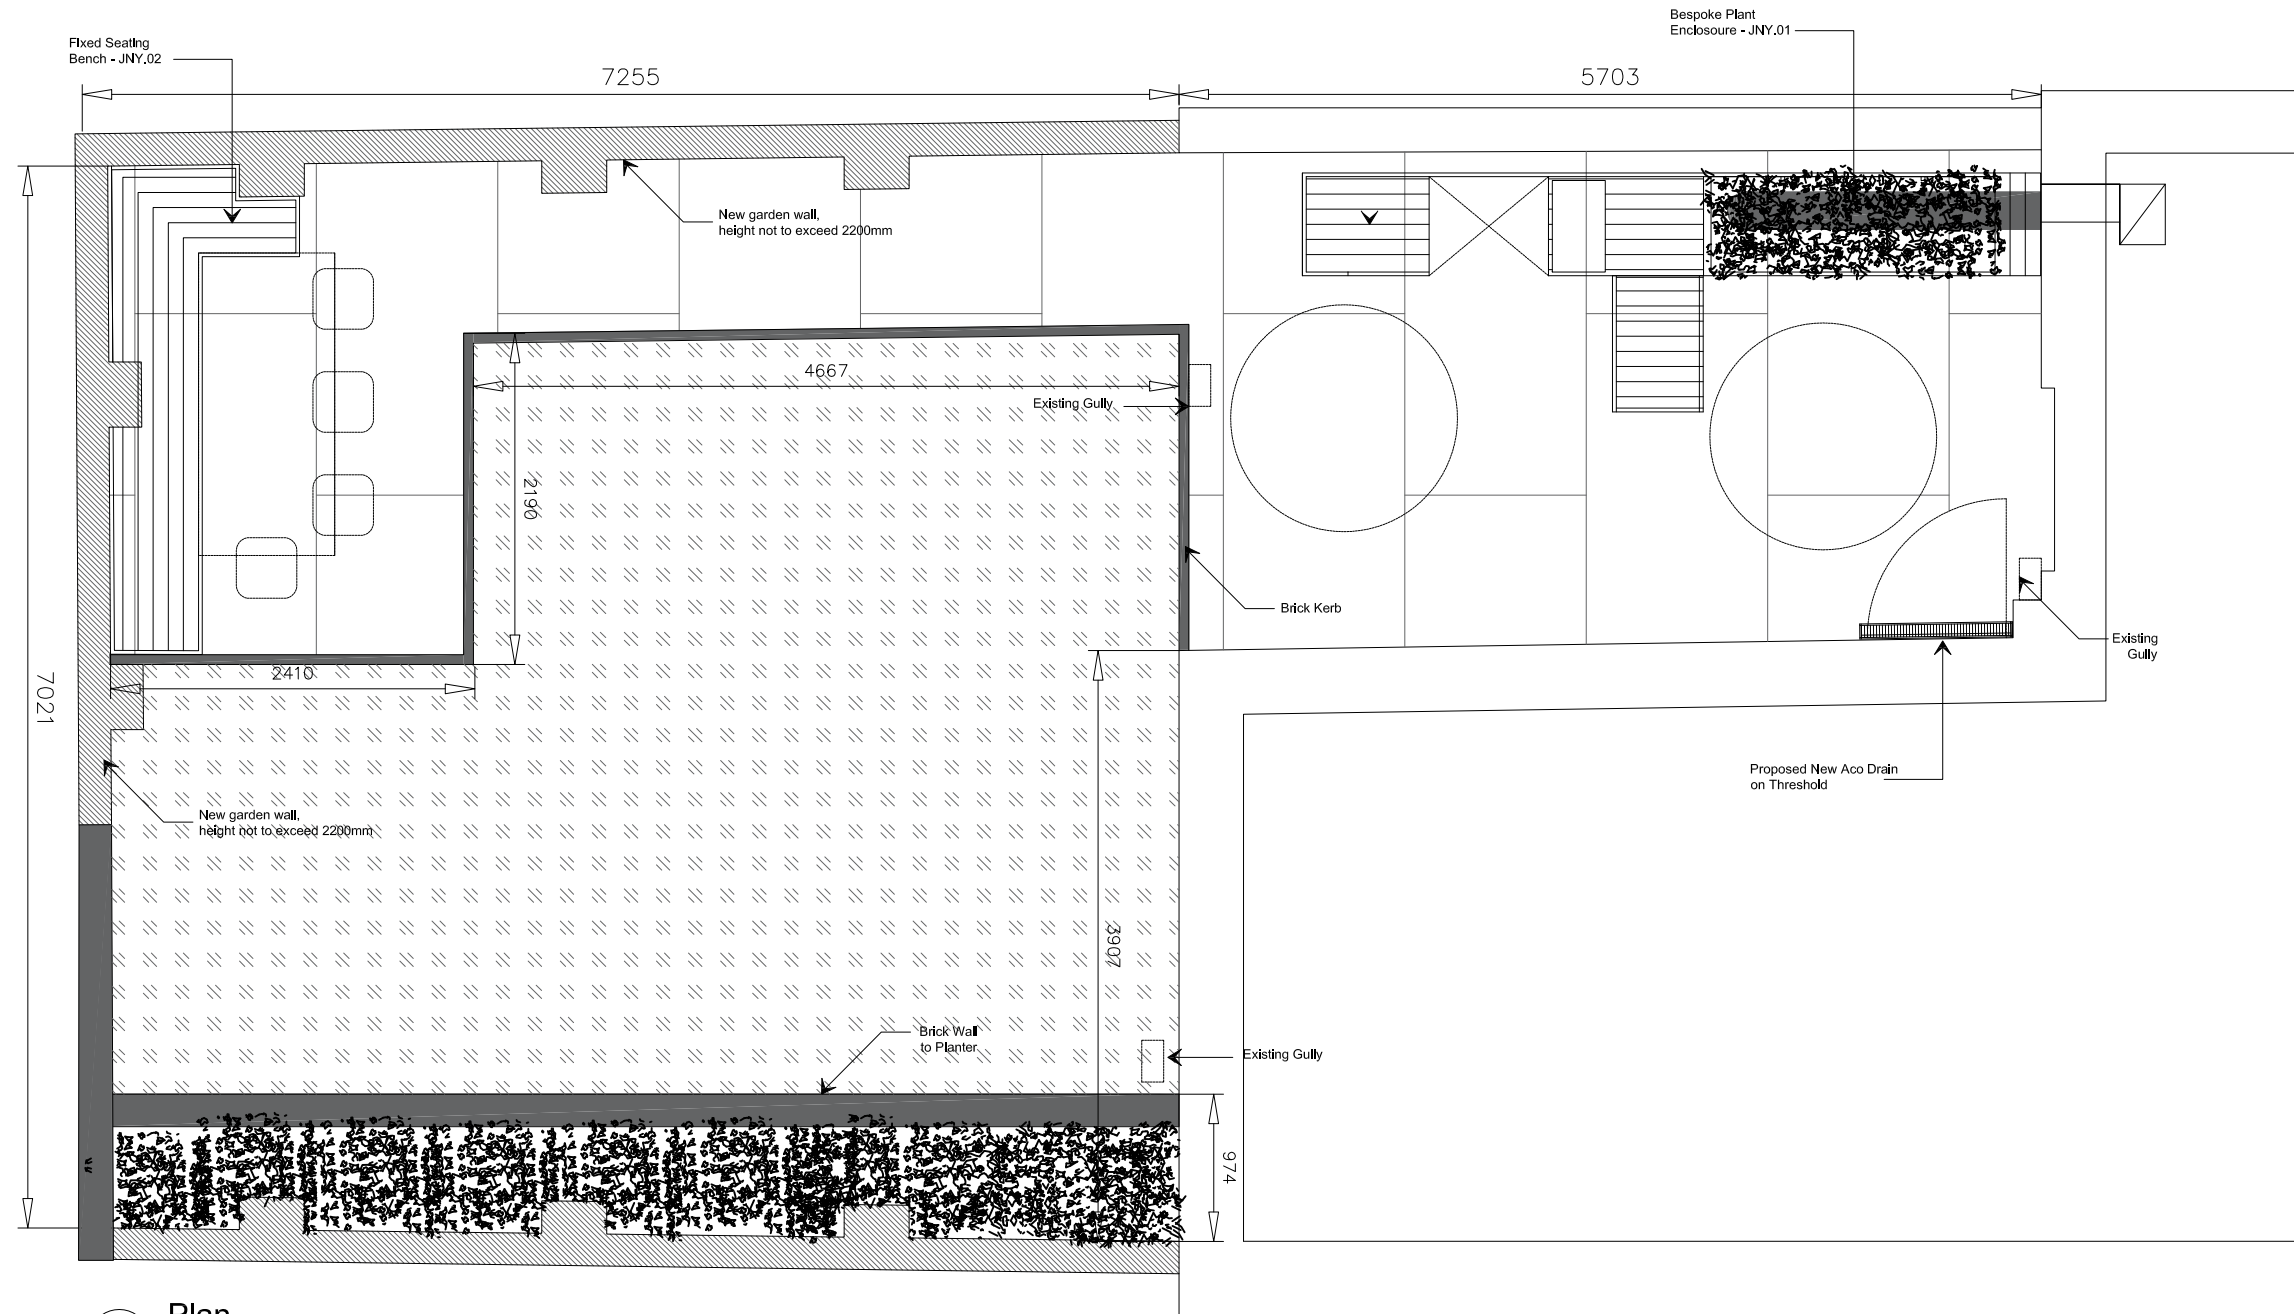 Bespoke Plant
Enclosoure - JNY.01
Fixed Seating
Bench - JNY.02
7255
5703
New garden wall,
height not to exceed 2200mm
4667
Existing Gully
2190
Brick Kerb
Existing
Gully
2410
7021
Proposed New Aco Drain
on Threshold
New garden wall,
height not to exceed 2200mm
3907
Brick Wall
to Planter
Existing Gully
974
Plan